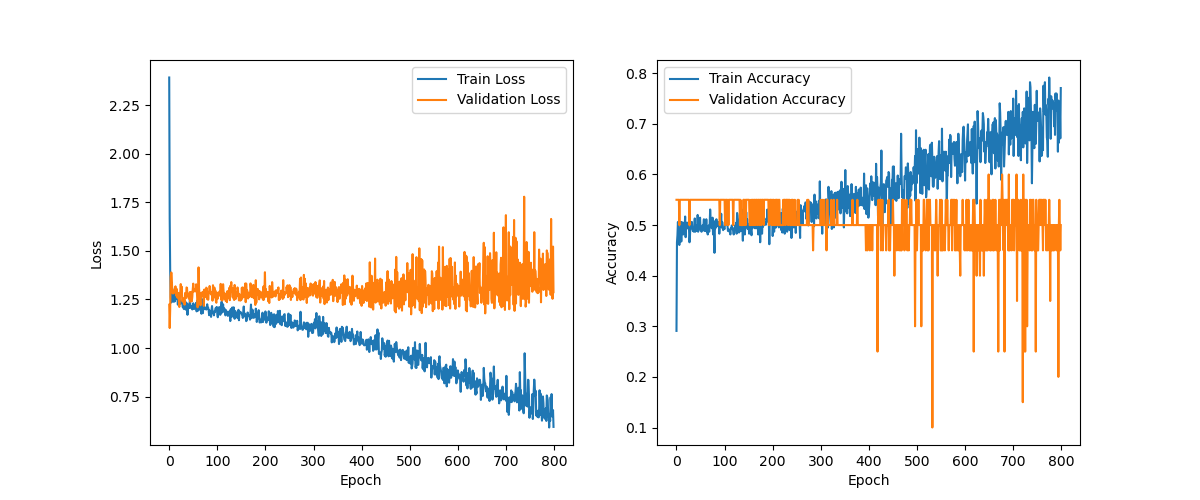 Train Loss
Validation Loss
2.25
2.00
1.75
1.50
1.25
1.00
0.75
Loss
0 100 200 300 400 500 600 700 800
Epoch
Train Accuracy
Validation Accuracy
0.8
0.7
0.6
0.5
0.4
0.3
0.2
0.1
Accuracy
0 100 200 300 400 500 600 700 800
Epoch